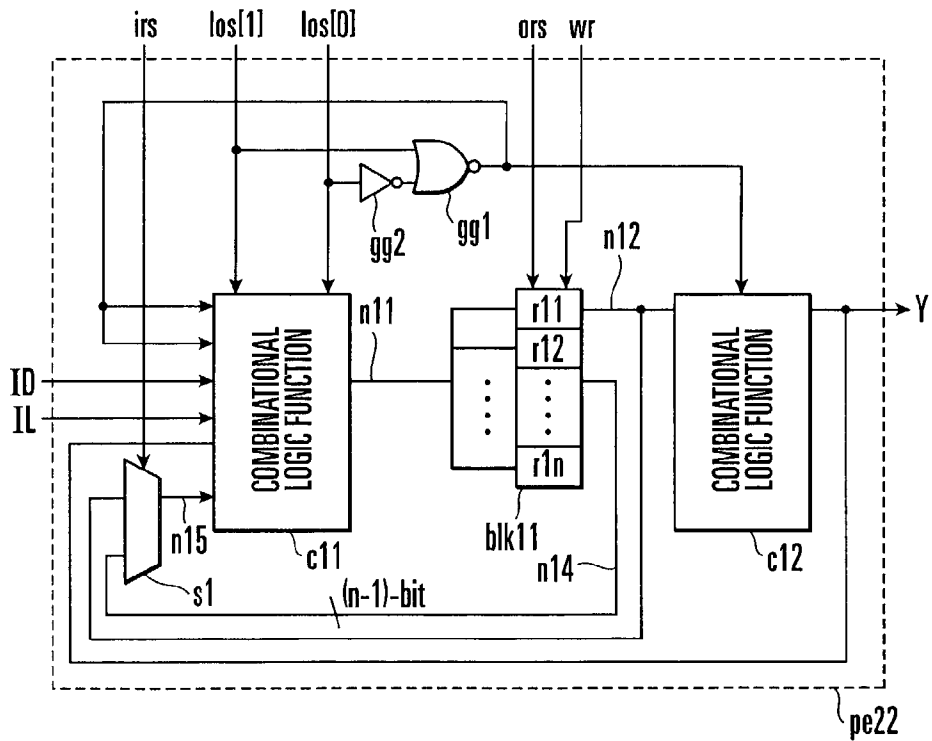 irs
los[1]
los[0]
ors
wr
gg2
gg1
n12
n11
r11
r12
r1n
Y
ID
IL
COMBINATIONAL
LOGIC FUNCTION
COMBINATIONAL
LOGIC FUNCTION
n15
c11
blk11
n14
c12
s1
(n-1)-bit
pe22